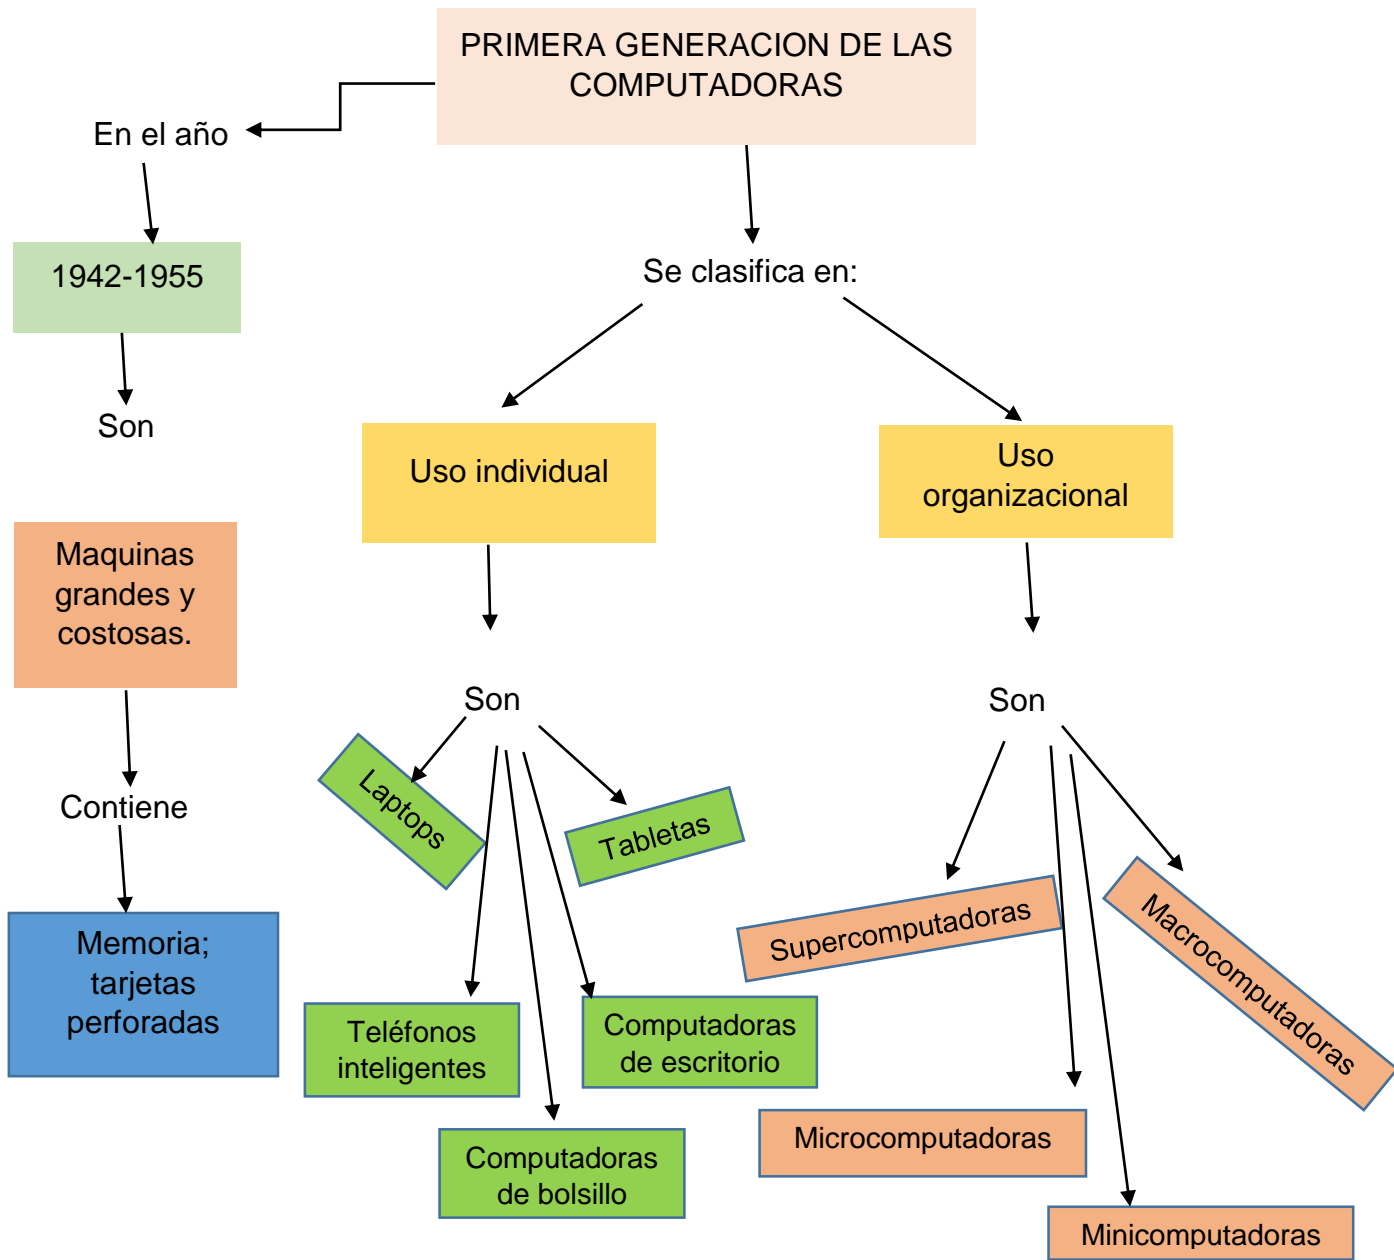 PRIMERA GENERACION DE LAS
COMPUTADORAS
En el año
1942-1955
Son
Maquinas
grandes y
costosas.
Contiene
Memoria;
tarjetas
perforadas
Se clasifica en:
Uso individual
Son
Laptops
Tabletas
Teléfonos
inteligentes
Computadoras
de escritorio
Computadoras
de bolsillo
Uso
organizacional
Son
Supercomputadoras
Macrocomputadoras
Microcomputadoras
Minicomputadoras